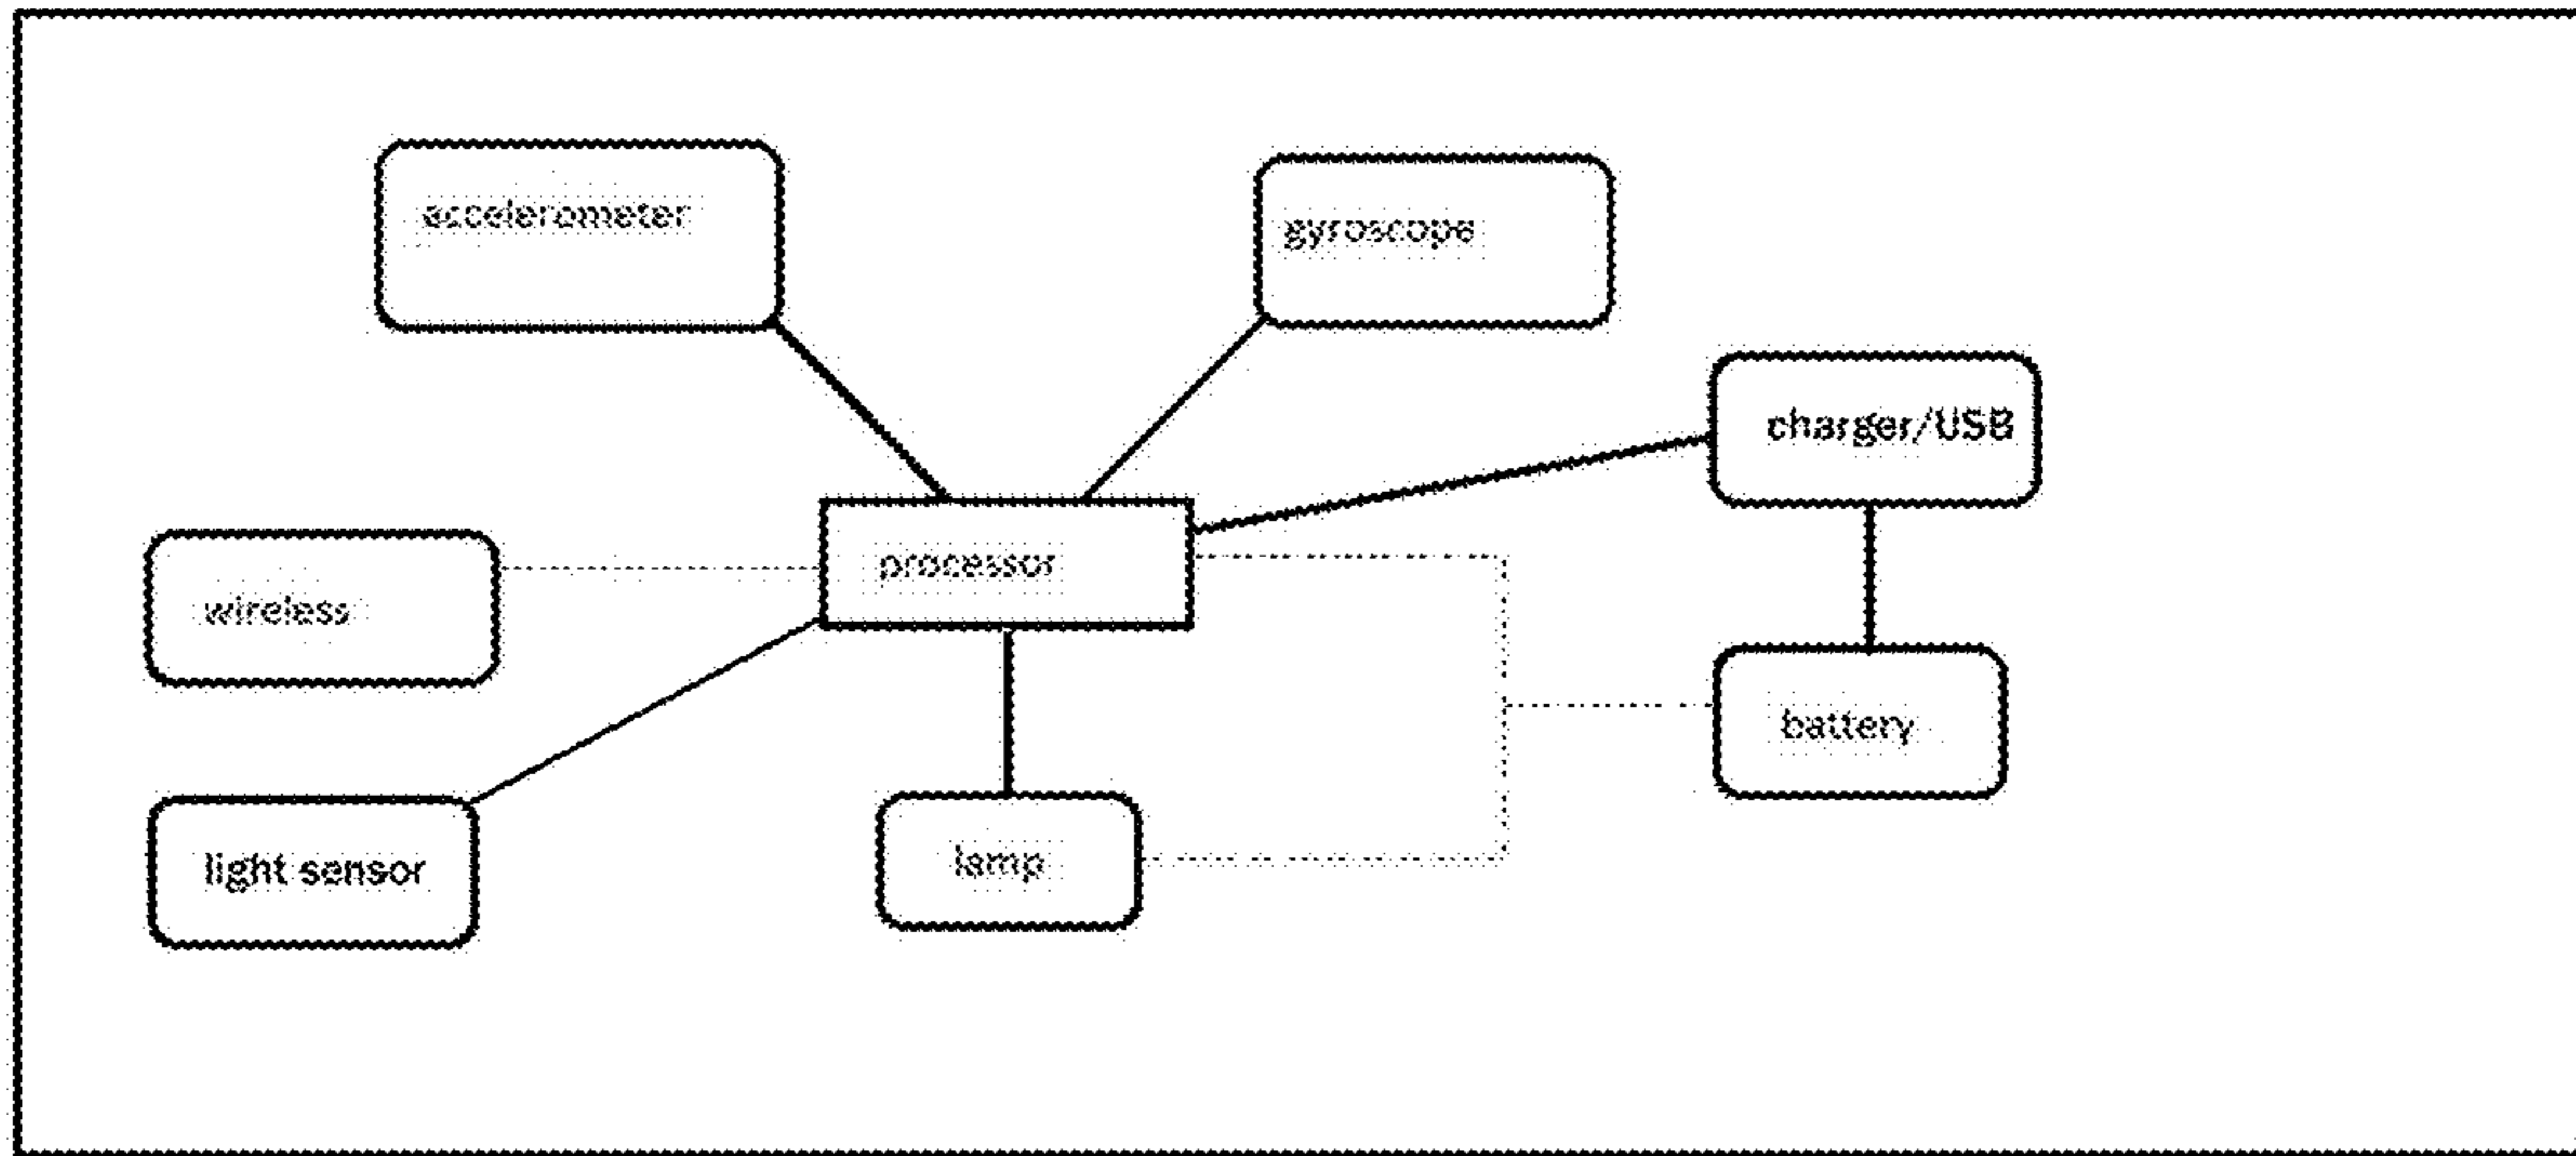 accelerometer
gyroscope
charger/USB
processor
wireless
battery
light sensor
lamp